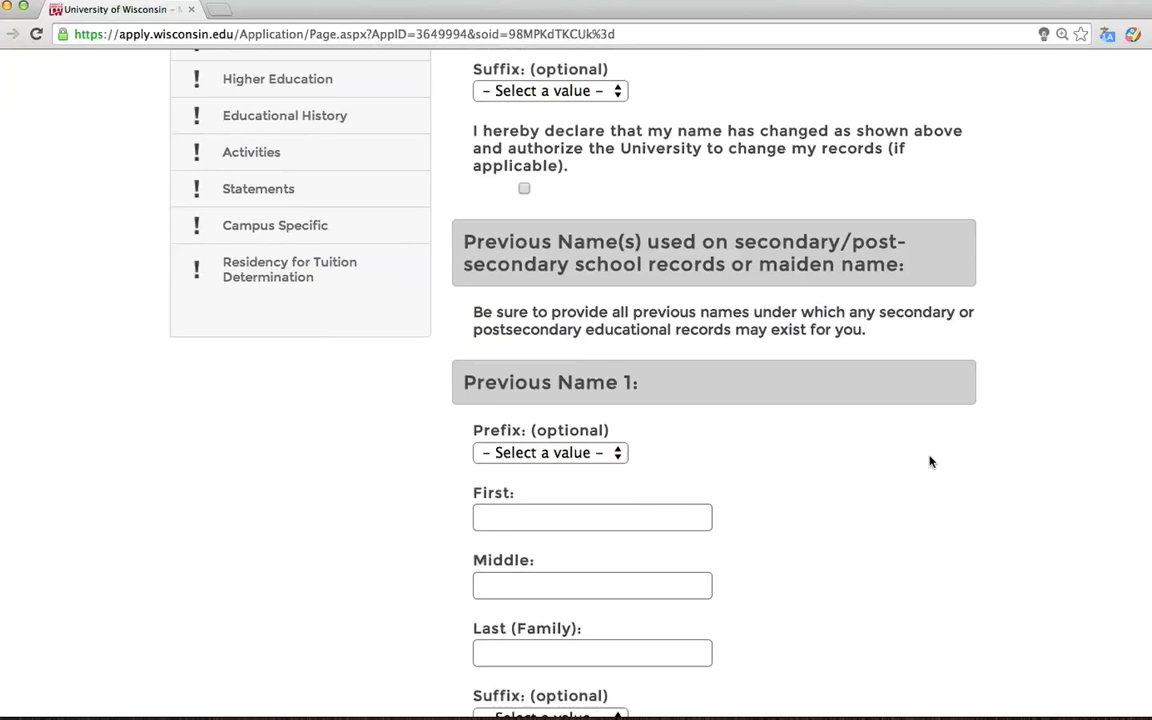 University of Wisconsin –
https://apply.wisconsin.edu/Application/Page.aspx?AppID=3649994&soid=98MPKdTKCUk%3d
! Higher Education
! Educational History
! Activities
! Statements
! Campus Specific
! Residency for Tuition
Determination
Suffix: (optional)
– Select a value –
I hereby declare that my name has changed as shown above
and authorize the University to change my records (if
applicable).
Previous Name(s) used on secondary/post-
secondary school records or maiden name:
Be sure to provide all previous names under which any secondary or
postsecondary educational records may exist for you.
Previous Name 1:
Prefix: (optional)
– Select a value –
First:
Middle:
Last (Family):
Suffix: (optional)
– Select a value –